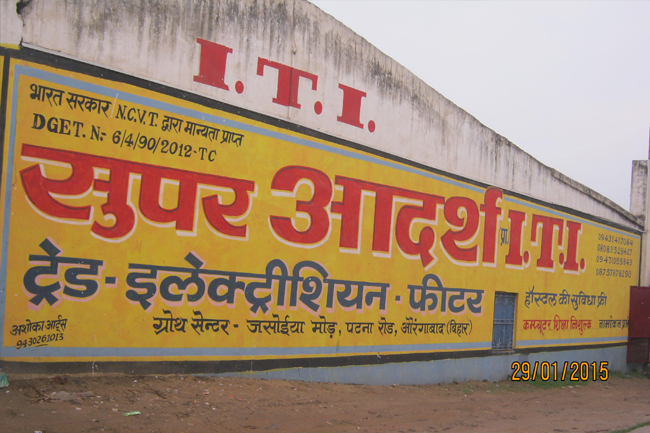 I.T.I.
भारत सरकार / N.C.V.T. द्वारा मान्यता प्राप्त
DGET. N:- 6/4/90/2012-TC
सुपर आदर्श (प्रा.) I.T.I.
ट्रेड - इलेक्ट्रीशियन - फीटर
ग्रोथ सेन्टर - जसोईया मोड़, पटना रोड, औरंगाबाद (बिहार)
हॉस्टल की सुविधा फ्री
कम्प्यूटर शिक्षा निशुल्क
अशोका आर्ट्स
9430261013
29/01/2015